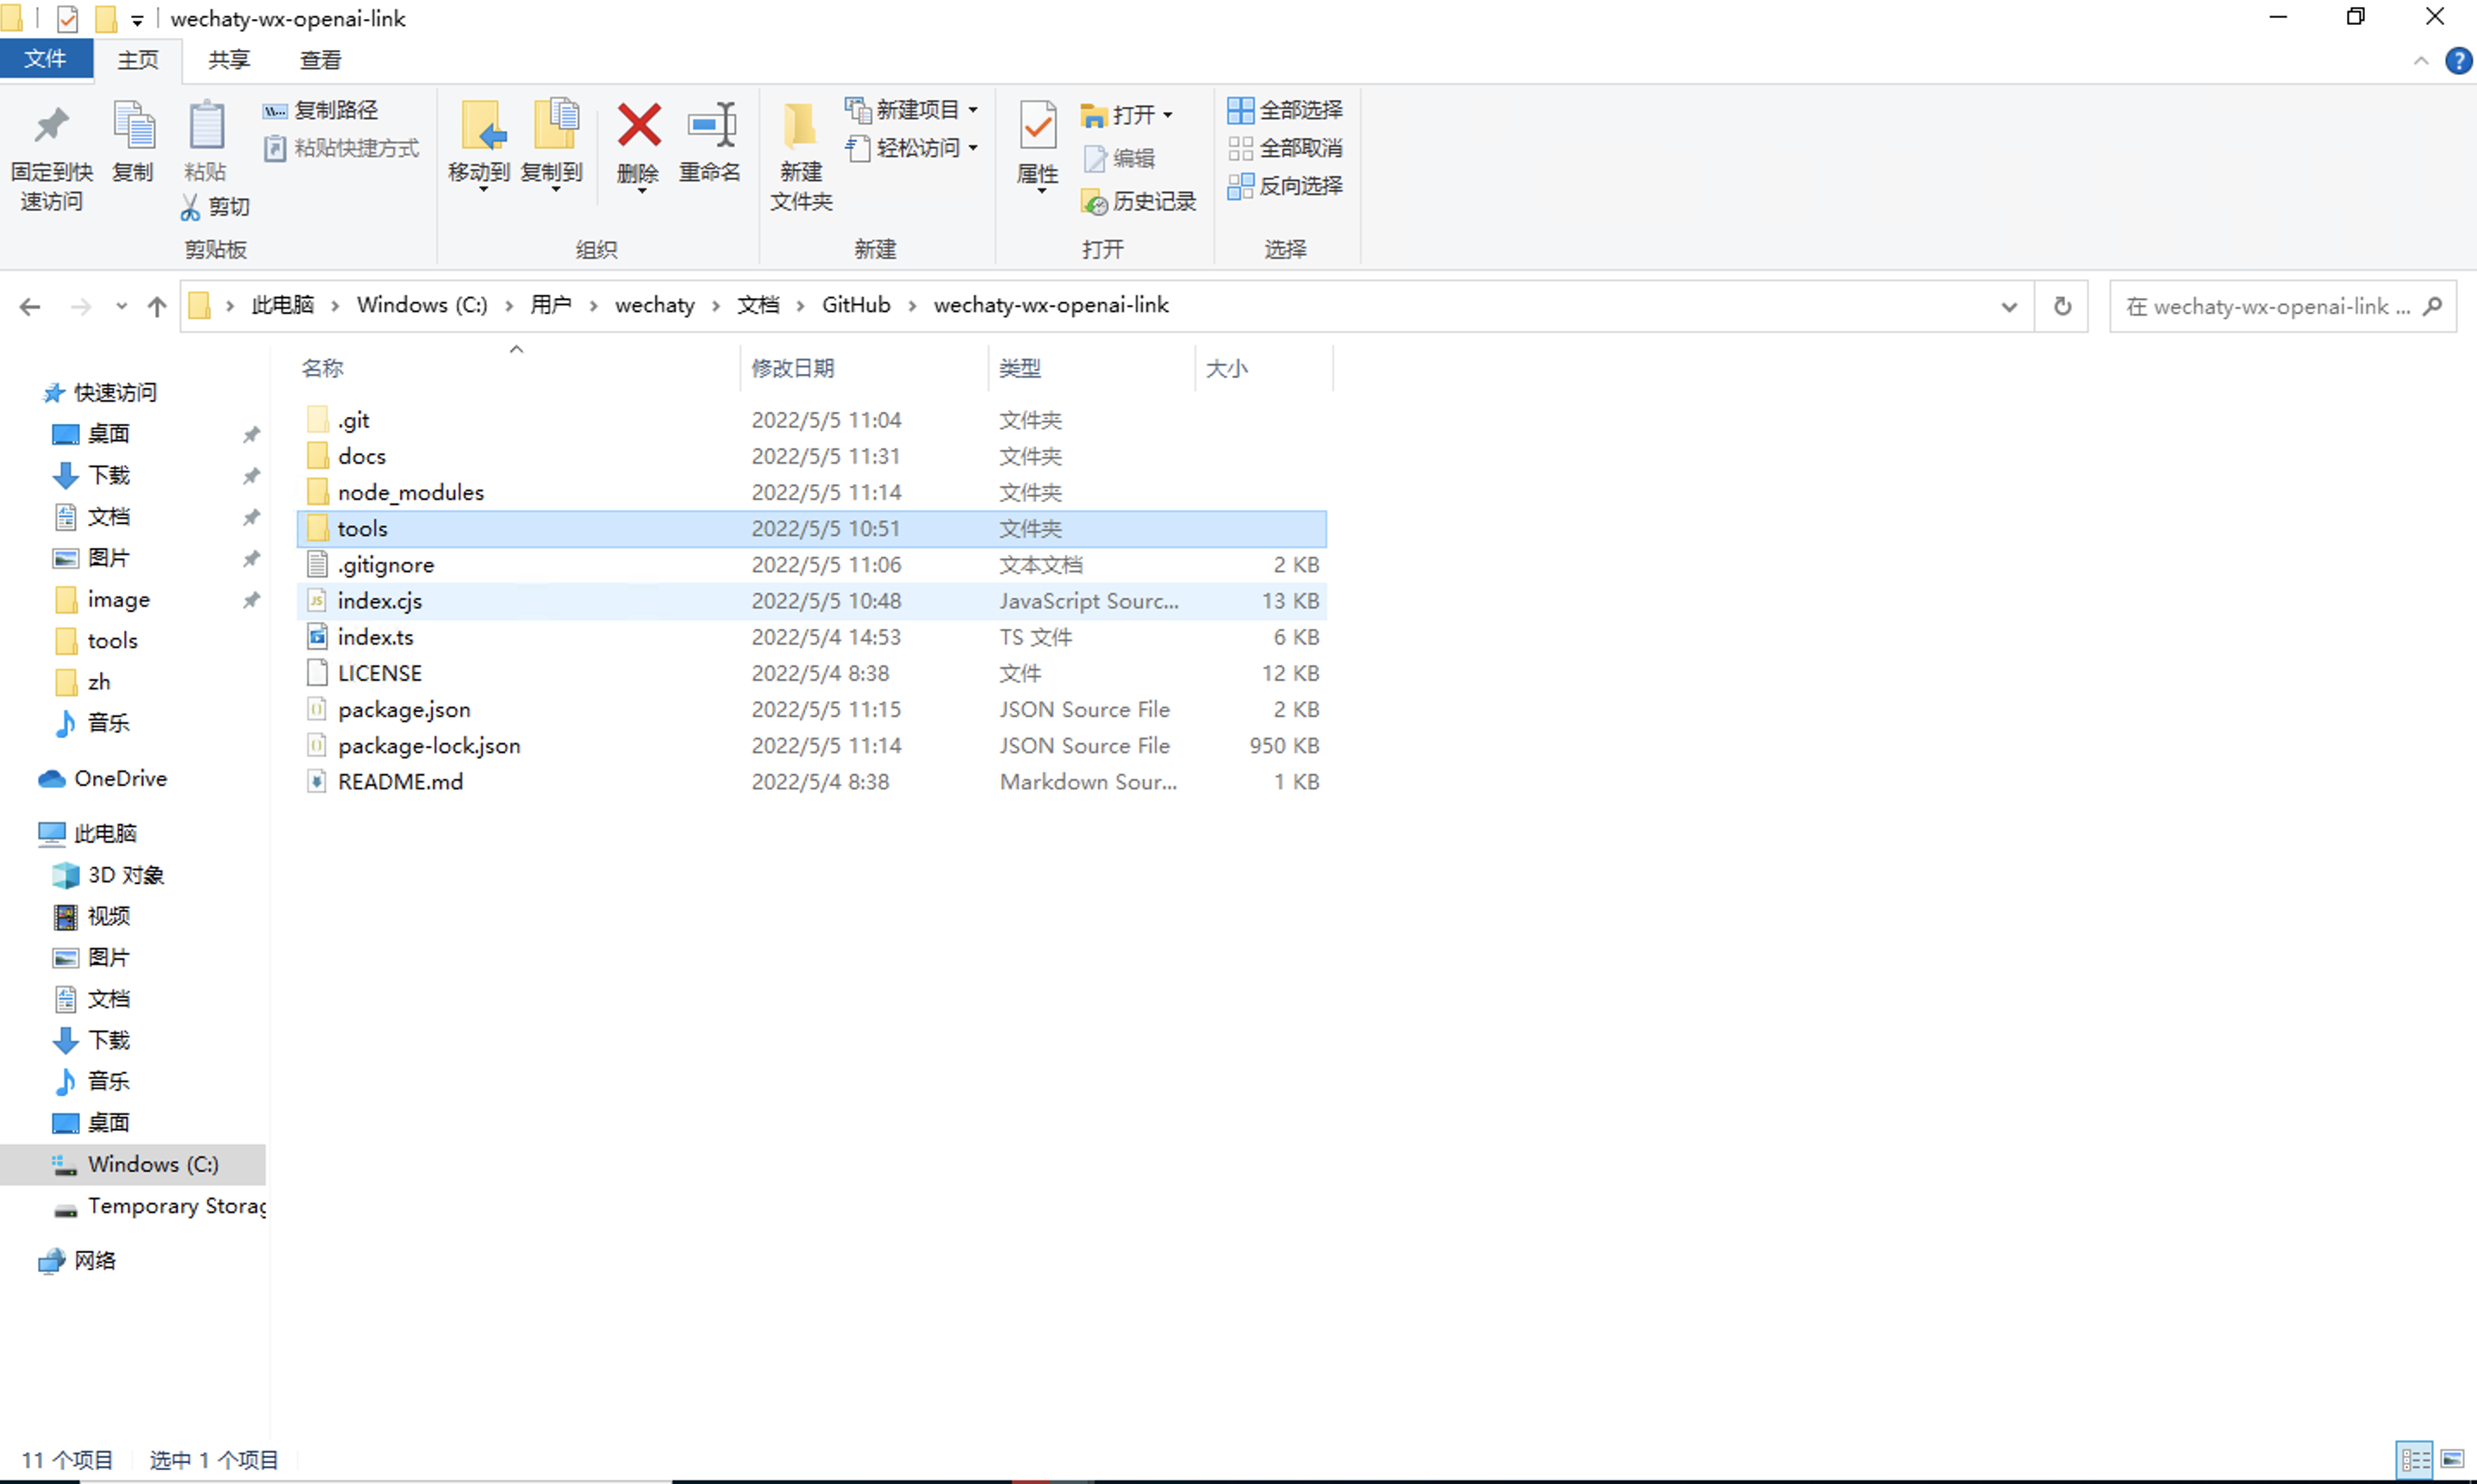 wechaty-wx-openai-link
文件 主页 共享 查看
固定到快
速访问
复制
粘贴
剪切
复制路径
粘贴快捷方式
剪贴板
移动到 复制到 删除 重命名
组织
新建
文件夹
新建项目
轻松访问
新建
属性
打开
编辑
历史记录
打开
全部选择
全部取消
反向选择
选择
此电脑 > Windows (C:) > 用户 > wechaty > 文档 > GitHub > wechaty-wx-openai-link
在 wechaty-wx-openai-link ...
快速访问
桌面
下载
文档
图片
image
tools
zh
音乐
OneDrive
此电脑
3D 对象
视频
图片
文档
下载
音乐
桌面
Windows (C:)
Temporary Storag
网络
名称 修改日期 类型 大小
.git 2022/5/5 11:04 文件夹
docs 2022/5/5 11:31 文件夹
node_modules 2022/5/5 11:14 文件夹
tools 2022/5/5 10:51 文件夹
.gitignore 2022/5/5 11:06 文本文档 2 KB
index.cjs 2022/5/5 10:48 JavaScript Sourc... 13 KB
index.ts 2022/5/4 14:53 TS 文件 6 KB
LICENSE 2022/5/4 8:38 文件 12 KB
package.json 2022/5/5 11:15 JSON Source File 2 KB
package-lock.json 2022/5/5 11:14 JSON Source File 950 KB
README.md 2022/5/4 8:38 Markdown Sour... 1 KB
11 个项目 选中 1 个项目